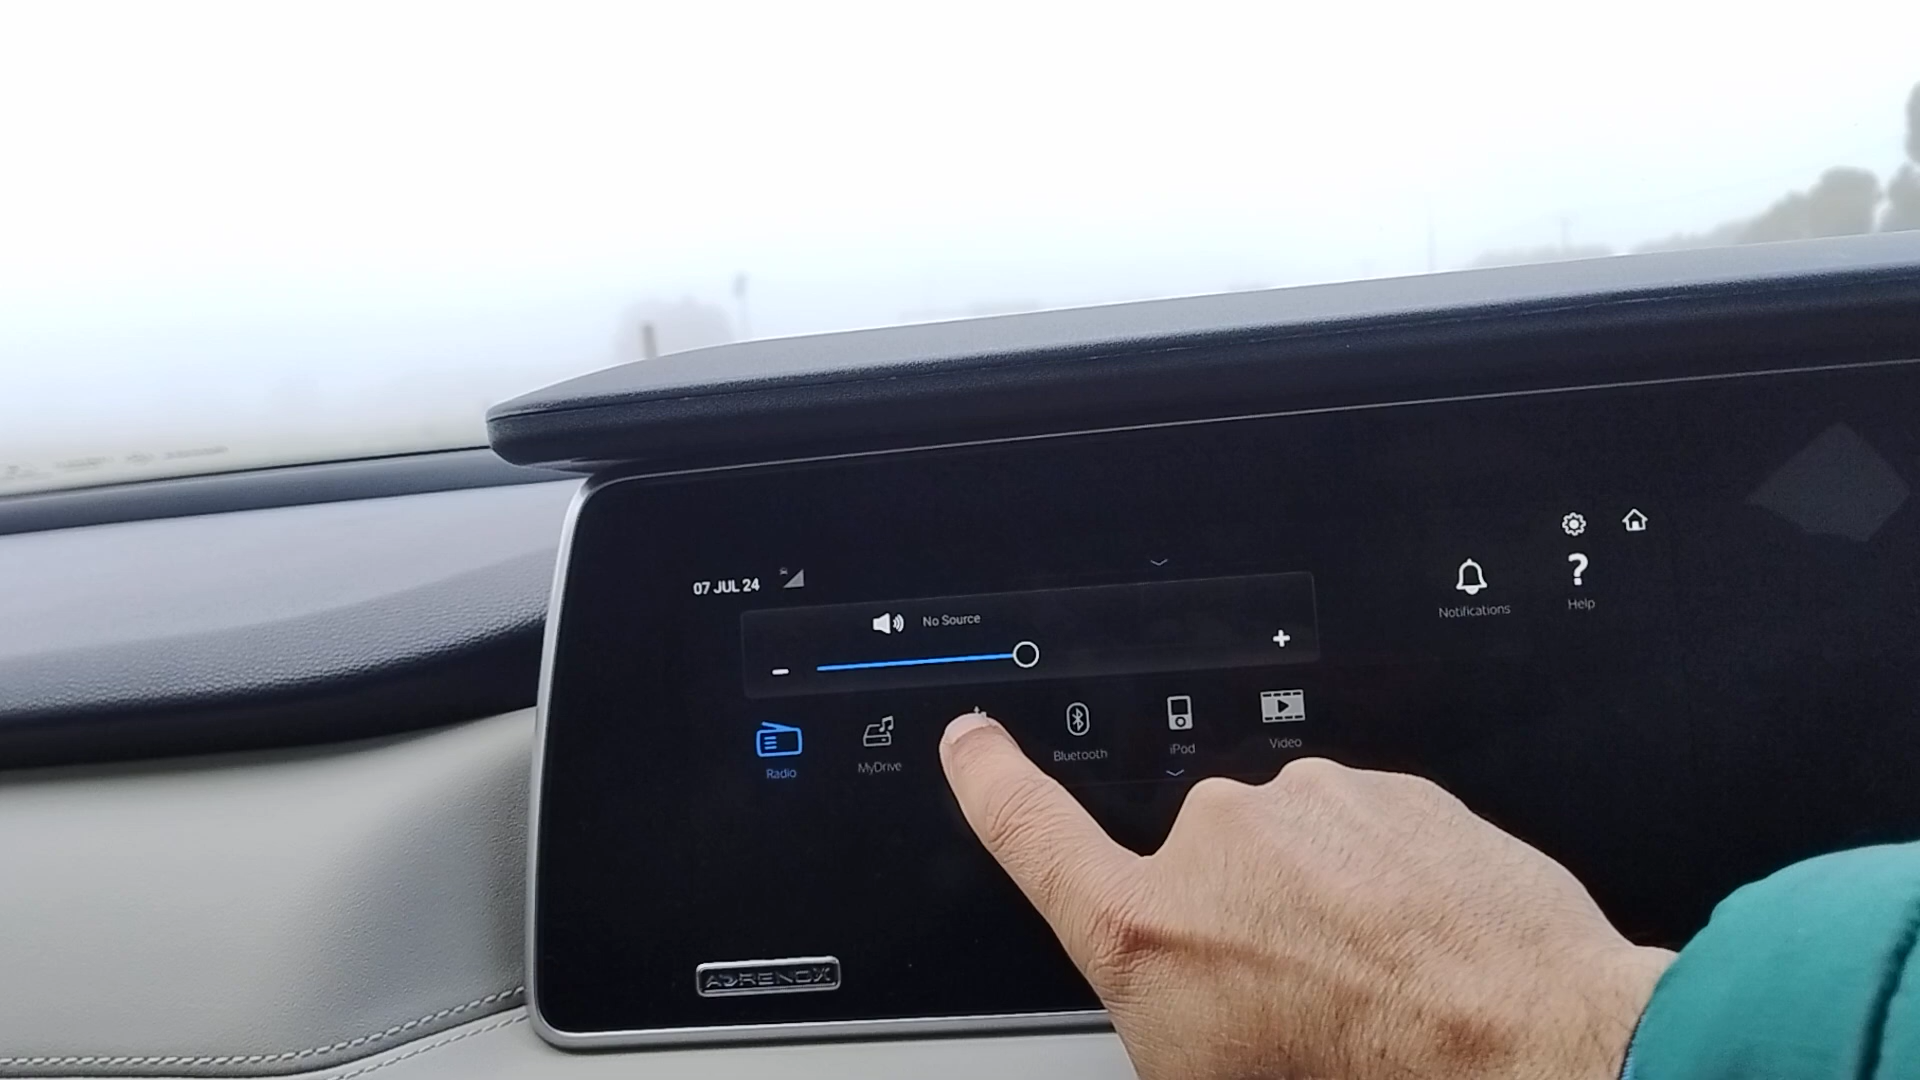 07 JUL 24
No Source
Notifications
Help
Radio
MyDrive
Bluetooth
iPod
Video
ADRENOX